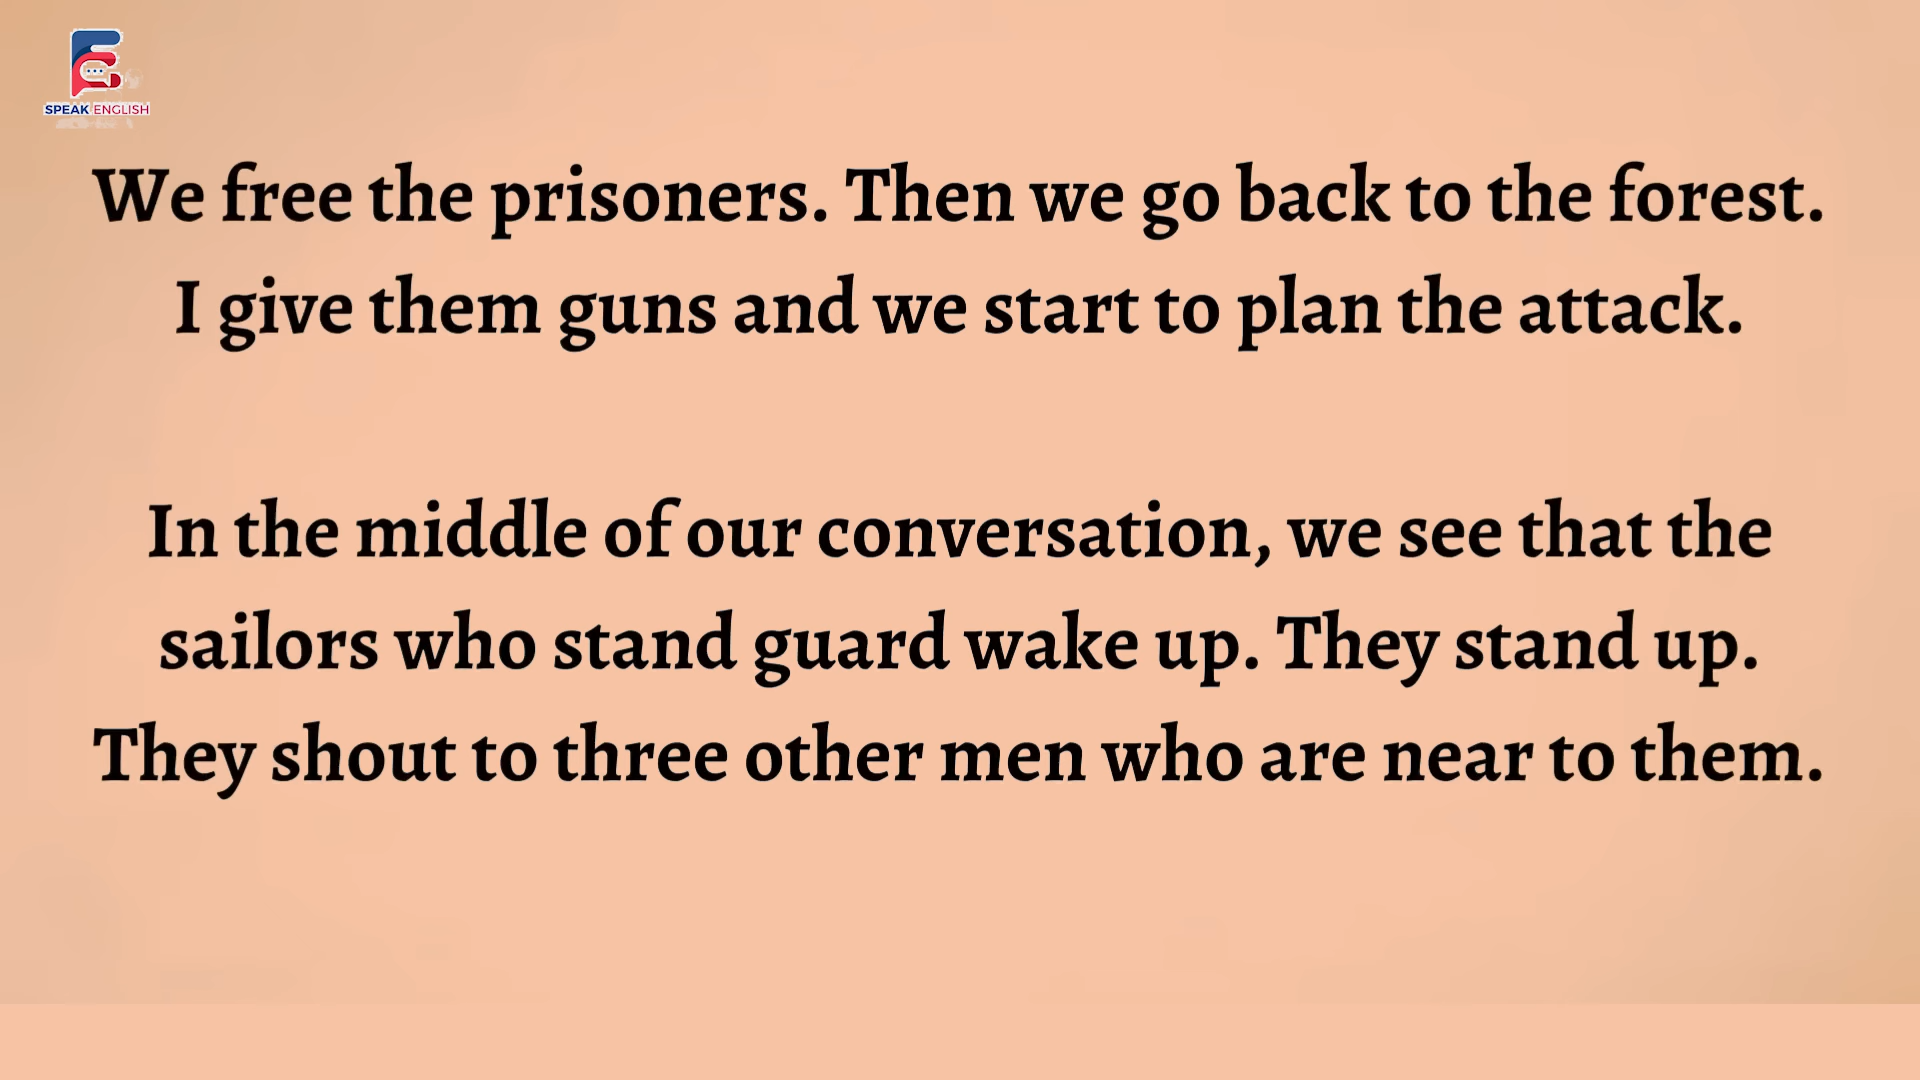 SPEAK ENGLISH
We free the prisoners. Then we go back to the forest.
I give them guns and we start to plan the attack.
In the middle of our conversation, we see that the
sailors who stand guard wake up. They stand up.
They shout to three other men who are near to them.